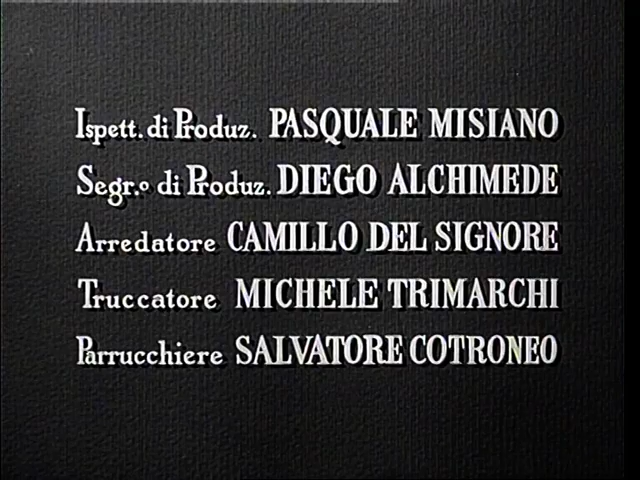 Ispett. di Produz. PASQUALE MISIANO
Segr.º di Produz. DIEGO ALCHIMEDE
Arredatore CAMILLO DEL SIGNORE
Truccatore MICHELE TRIMARCHI
Parrucchiere SALVATORE COTRONEO